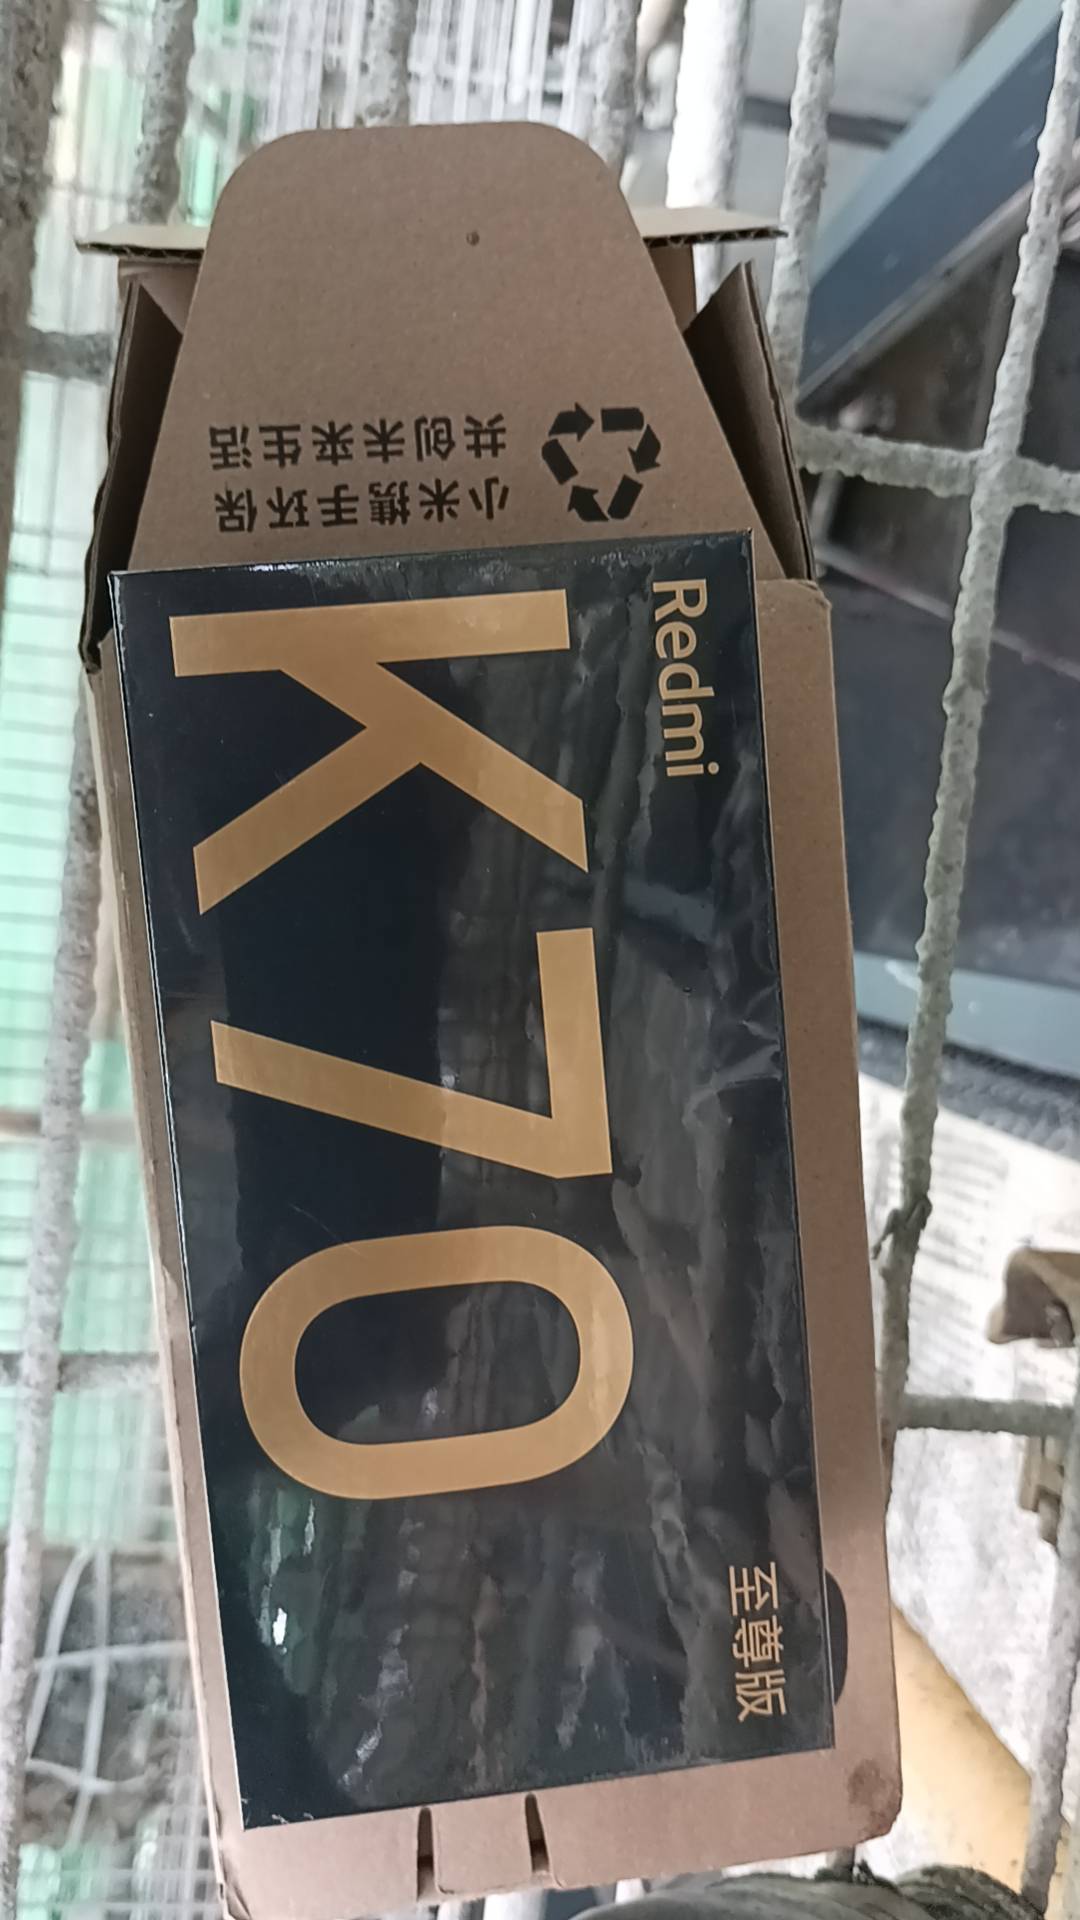 小米携手环保
共创未来生活
Redmi
K70
至尊版